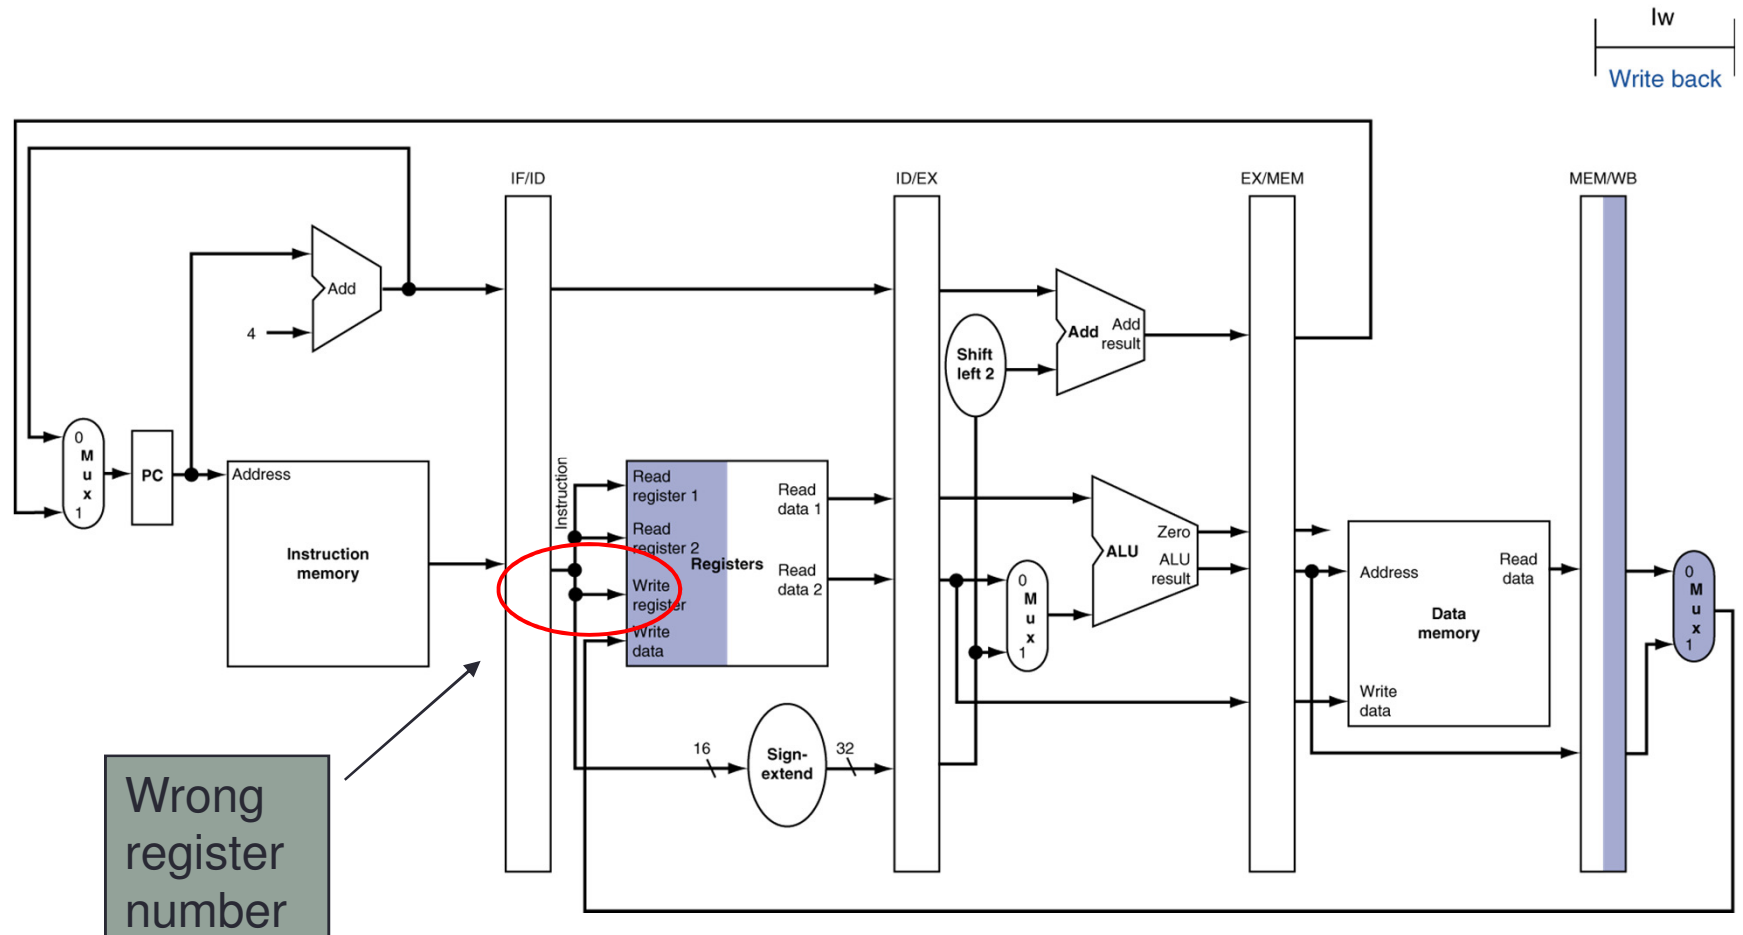 lw
Write back
IF/ID
ID/EX
EX/MEM
MEM/WB
Add
4
Add
Add
result
Shift
left 2
0
M
u
x
1
PC
Address
Instruction
memory
Instruction
Read
register 1
Read
register 2
Write
register
Write
data
Registers
Read
data 1
Read
data 2
16
Sign-
extend
32
0
M
u
x
1
Zero
ALU
ALU
result
Address
Read
data
Data
memory
Write
data
0
M
u
x
1
Wrong
register
number